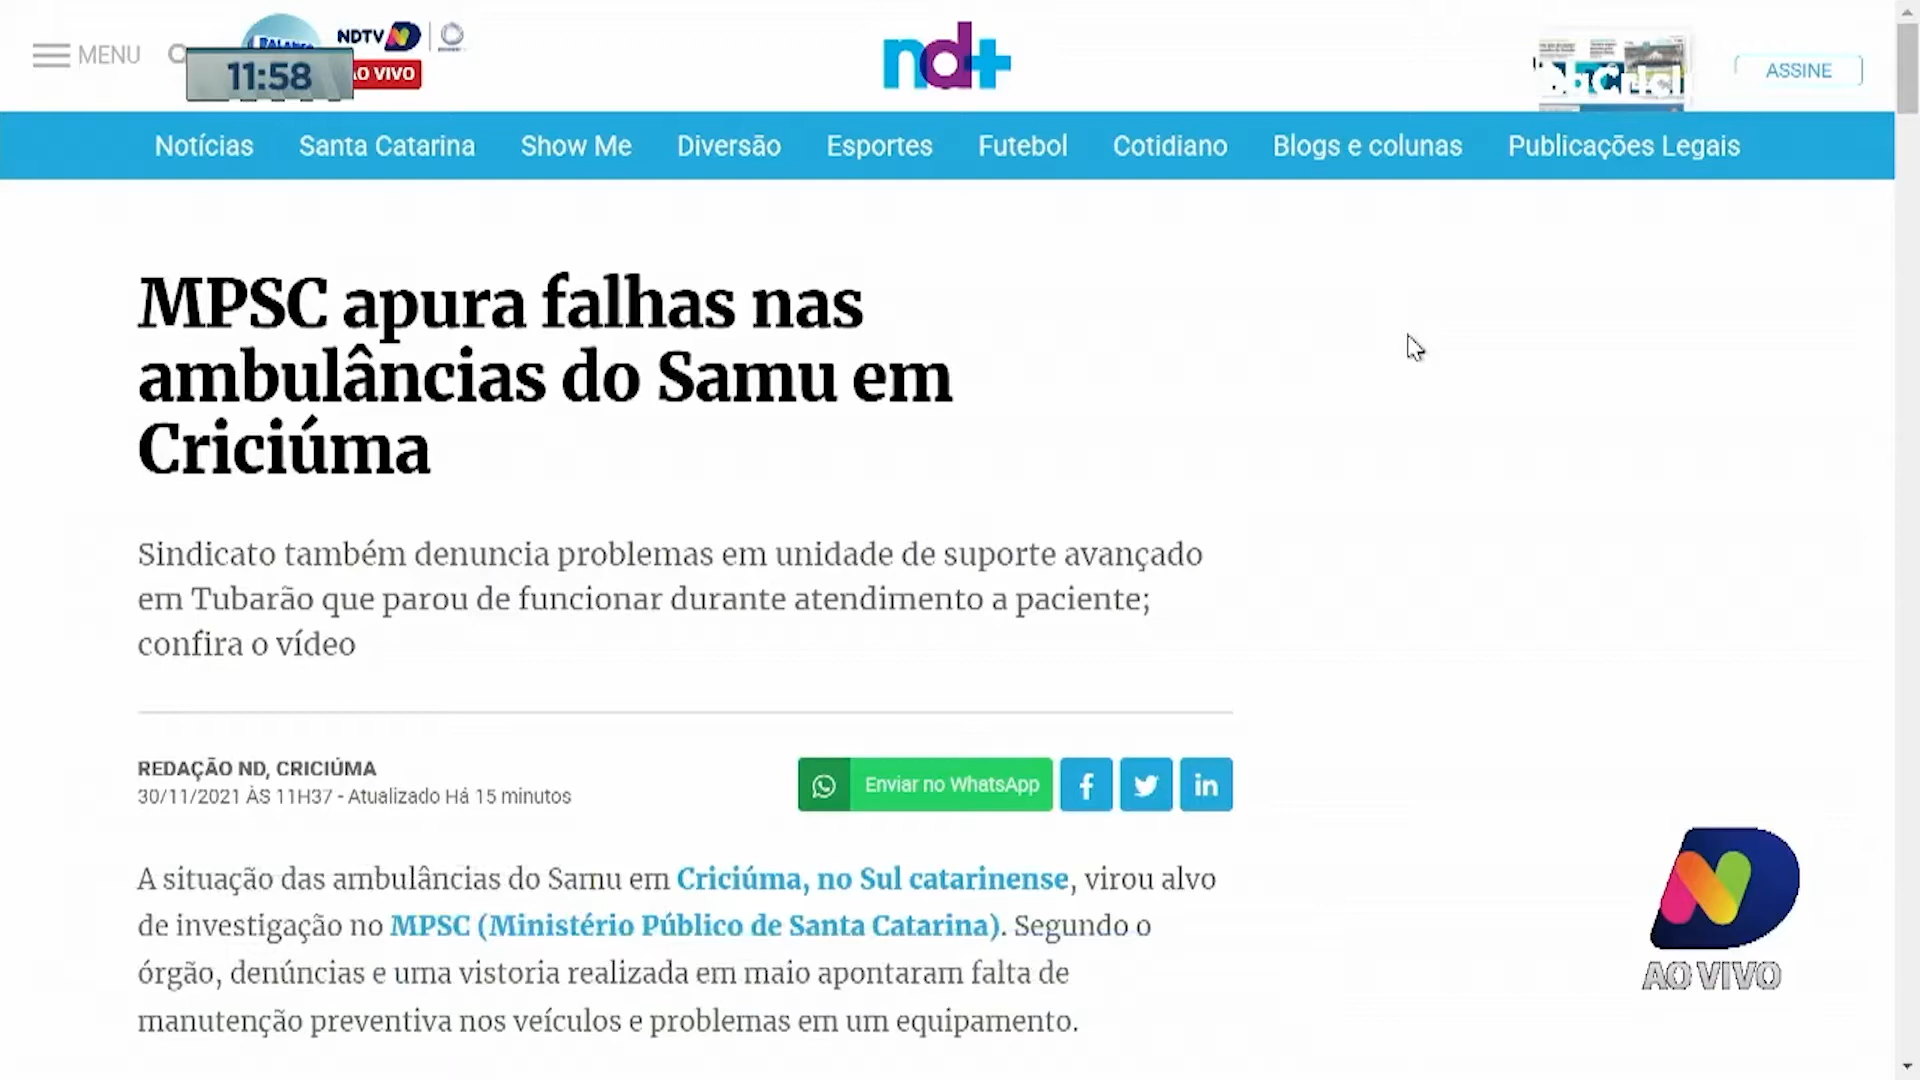 MENU
NDTV
11:58
AO VIVO
nd+
ASSINE
Notícias Santa Catarina Show Me Diversão Esportes Futebol Cotidiano Blogs e colunas Publicações Legais
MPSC apura falhas nas
ambulâncias do Samu em
Criciúma
Sindicato também denuncia problemas em unidade de suporte avançado
em Tubarão que parou de funcionar durante atendimento a paciente;
confira o vídeo
REDAÇÃO ND, CRICIÚMA
30/11/2021 ÀS 11H37 - Atualizado Há 15 minutos
Enviar no WhatsApp
A situação das ambulâncias do Samu em Criciúma, no Sul catarinense, virou alvo
de investigação no MPSC (Ministério Público de Santa Catarina). Segundo o
órgão, denúncias e uma vistoria realizada em maio apontaram falta de
manutenção preventiva nos veículos e problemas em um equipamento.
AO VIVO